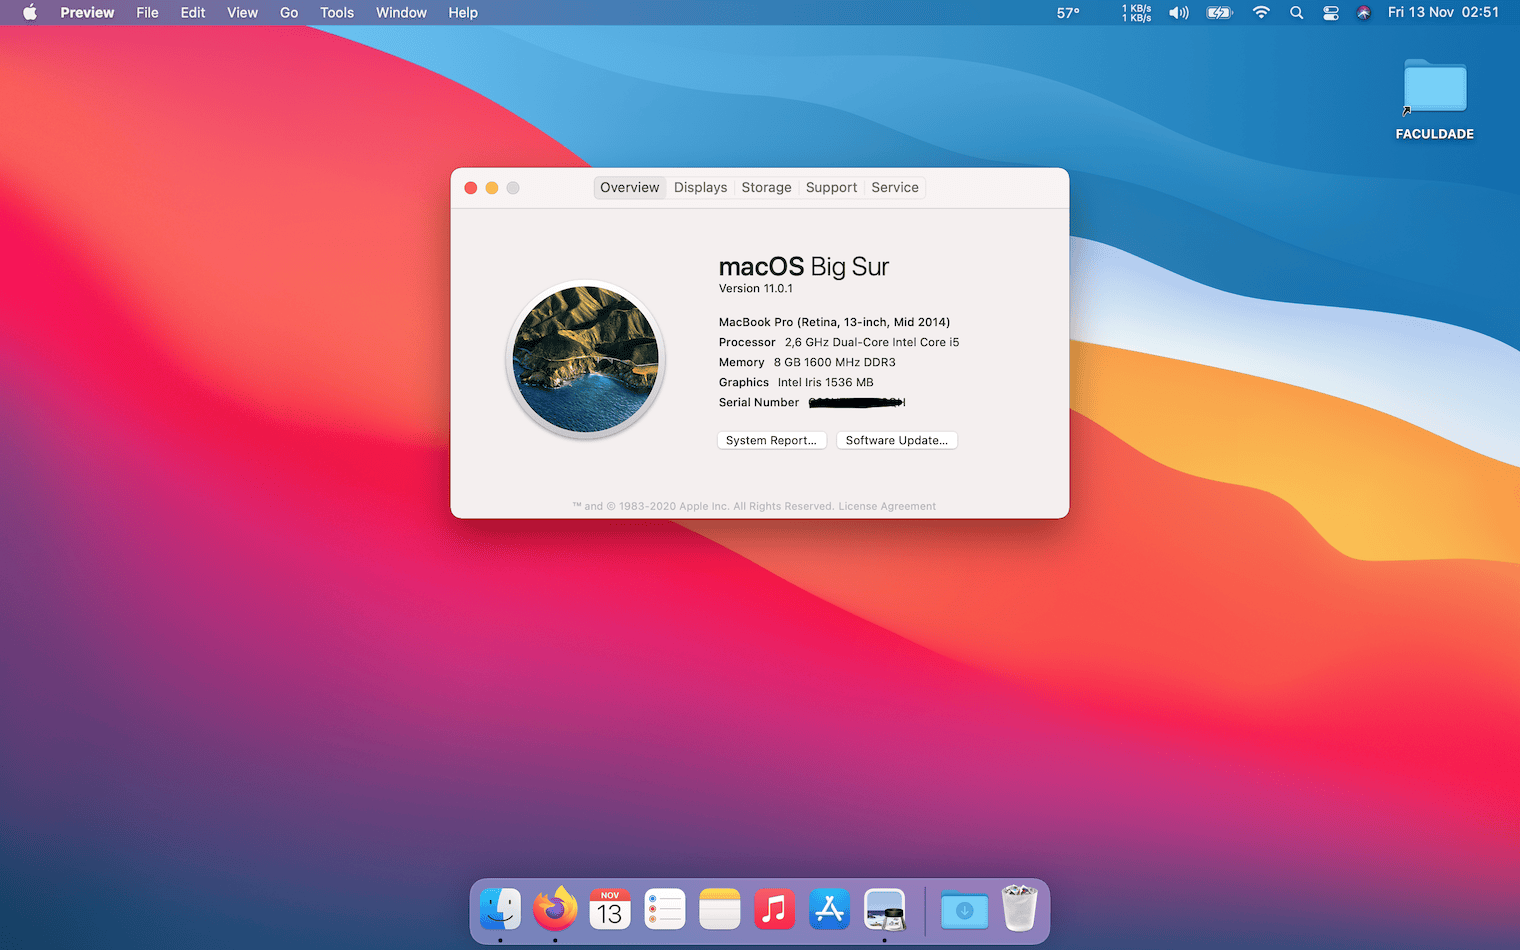 Preview File Edit View Go Tools Window Help 57° 1 KB/s Fri 13 Nov 02:51
1 KB/s
FACULDADE
Overview Displays Storage Support Service
macOS Big Sur
Version 11.0.1
MacBook Pro (Retina, 13-inch, Mid 2014)
Processor 2,6 GHz Dual-Core Intel Core i5
Memory 8 GB 1600 MHz DDR3
Graphics Intel Iris 1536 MB
Serial Number
System Report... Software Update...
™ and © 1983-2020 Apple Inc. All Rights Reserved. License Agreement
NOV
13